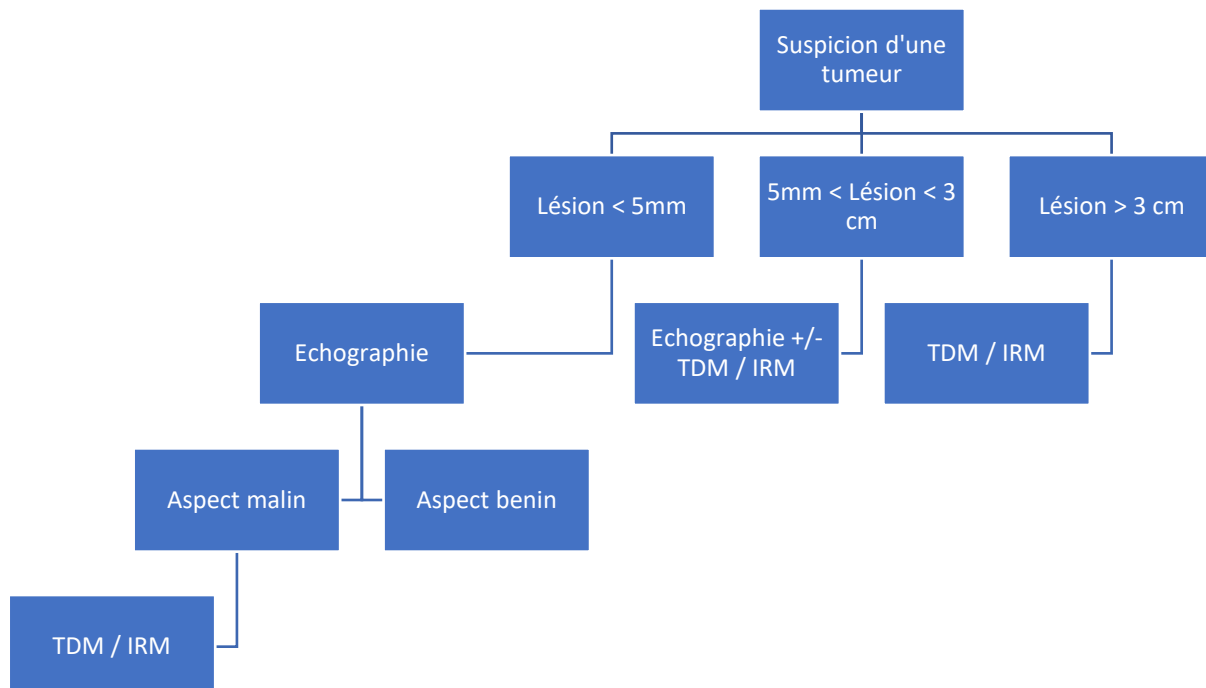 Suspicion d'une
tumeur
Lésion < 5mm
5mm < Lésion < 3
cm
Lésion > 3 cm
Echographie
Echographie +/-
TDM / IRM
TDM / IRM
Aspect malin
Aspect benin
TDM / IRM